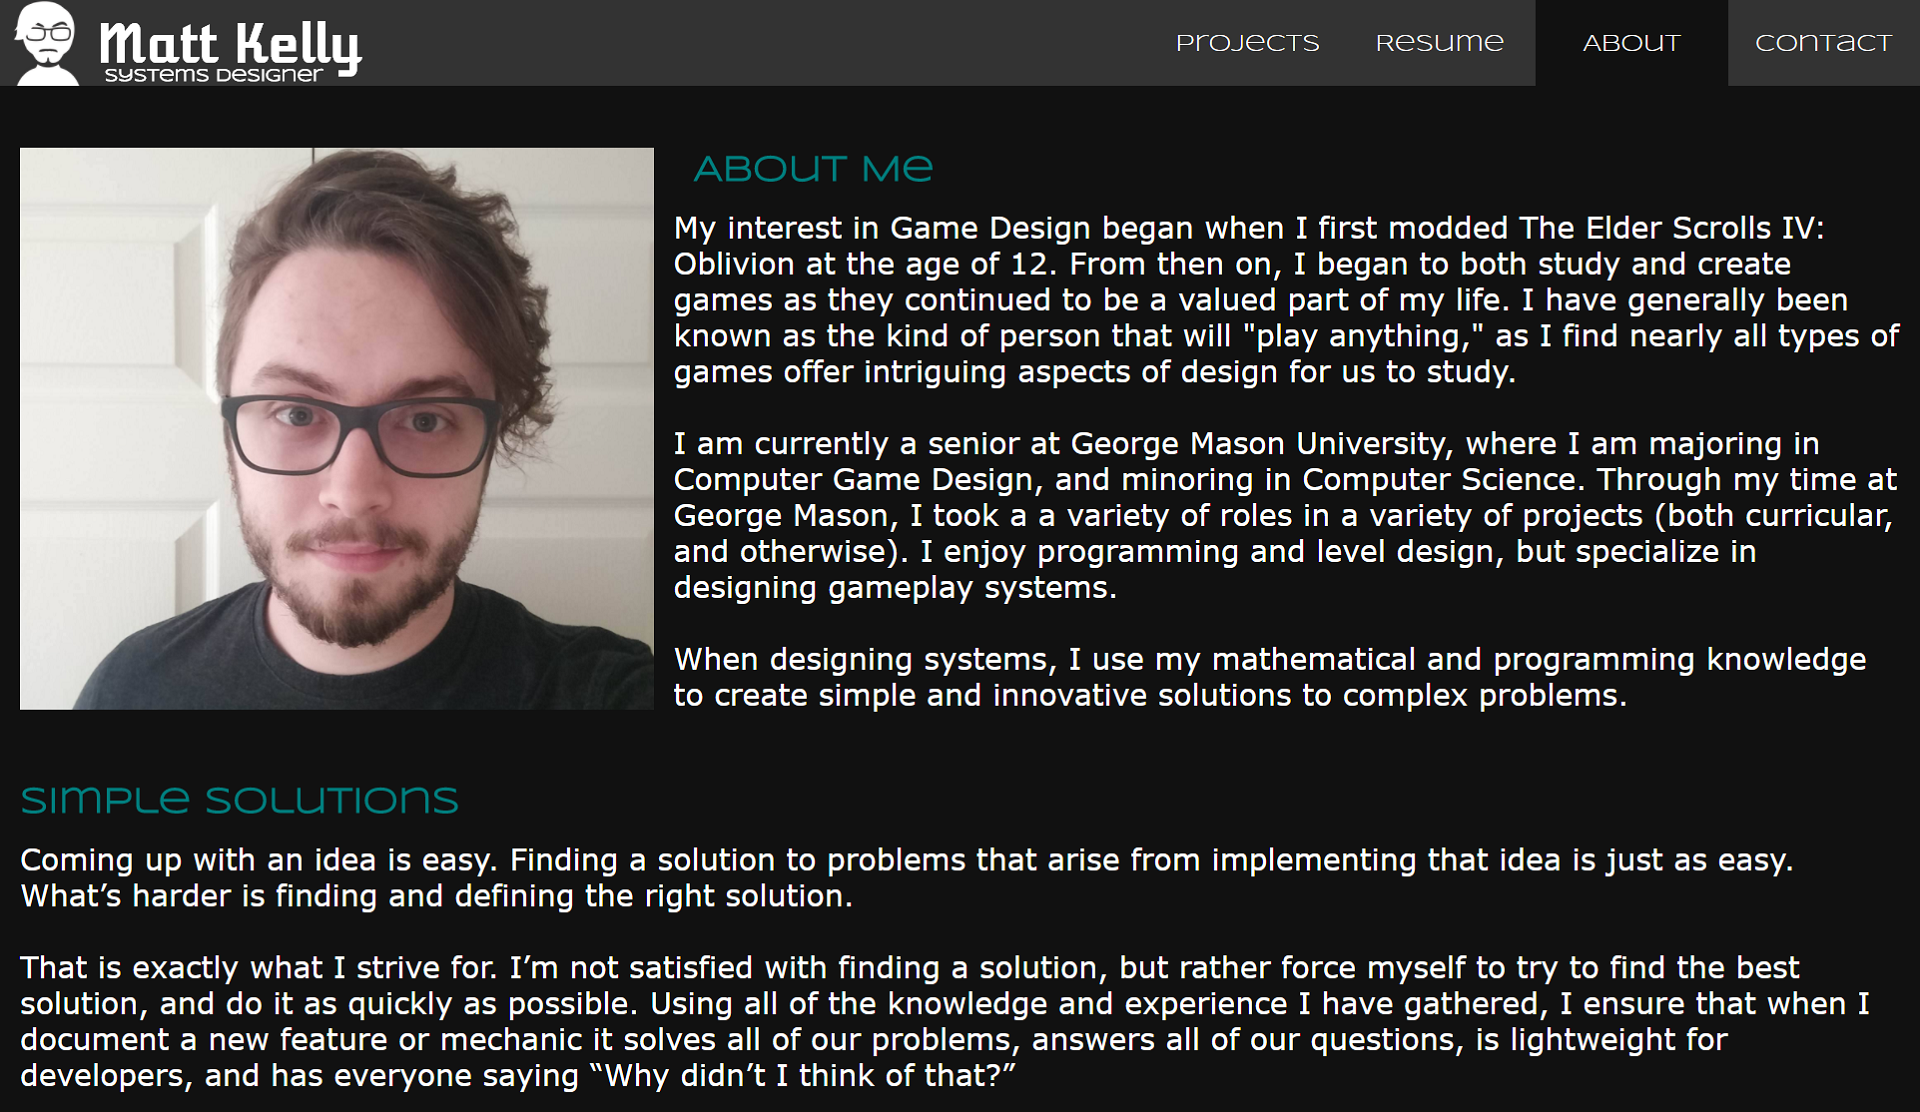 Matt Kelly
Systems Designer
Projects
Resume
About
Contact
About Me
My interest in Game Design began when I first modded The Elder Scrolls IV:
Oblivion at the age of 12. From then on, I began to both study and create
games as they continued to be a valued part of my life. I have generally been
known as the kind of person that will "play anything," as I find nearly all types of
games offer intriguing aspects of design for us to study.
I am currently a senior at George Mason University, where I am majoring in
Computer Game Design, and minoring in Computer Science. Through my time at
George Mason, I took a a variety of roles in a variety of projects (both curricular,
and otherwise). I enjoy programming and level design, but specialize in
designing gameplay systems.
When designing systems, I use my mathematical and programming knowledge
to create simple and innovative solutions to complex problems.
Simple Solutions
Coming up with an idea is easy. Finding a solution to problems that arise from implementing that idea is just as easy.
What’s harder is finding and defining the right solution.
That is exactly what I strive for. I’m not satisfied with finding a solution, but rather force myself to try to find the best
solution, and do it as quickly as possible. Using all of the knowledge and experience I have gathered, I ensure that when I
document a new feature or mechanic it solves all of our problems, answers all of our questions, is lightweight for
developers, and has everyone saying “Why didn’t I think of that?”